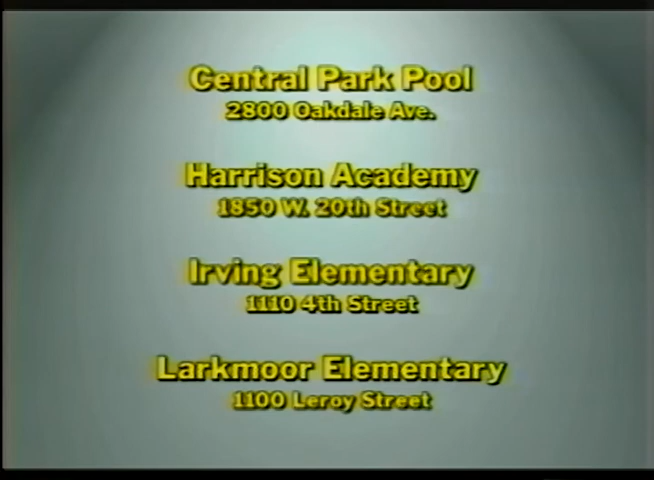 Central Park Pool
2800 Oakdale Ave.
Harrison Academy
1850 W. 20th Street
Irving Elementary
1110 4th Street
Larkmoor Elementary
1100 Leroy Street